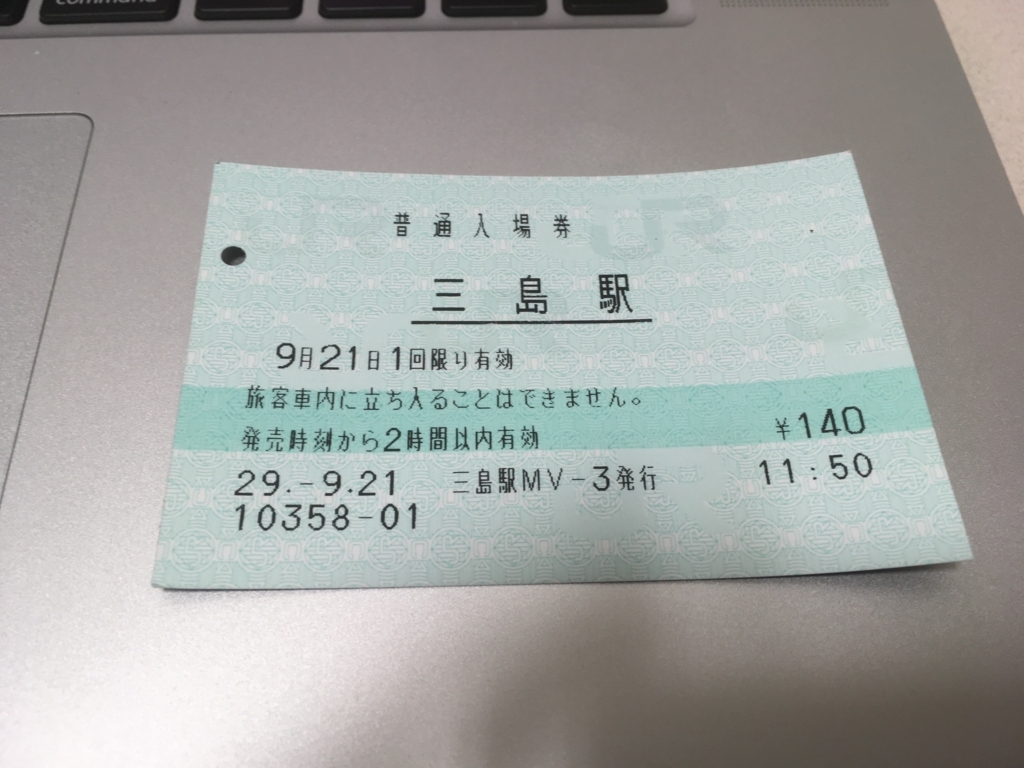 command
JR
普通入場券
三島駅
9月21日1回限り有効
旅客車内に立ち入ることはできません。
発売時刻から2時間以内有効 ¥140
29.-9.21 三島駅MV-3発行 11:50
10358-01